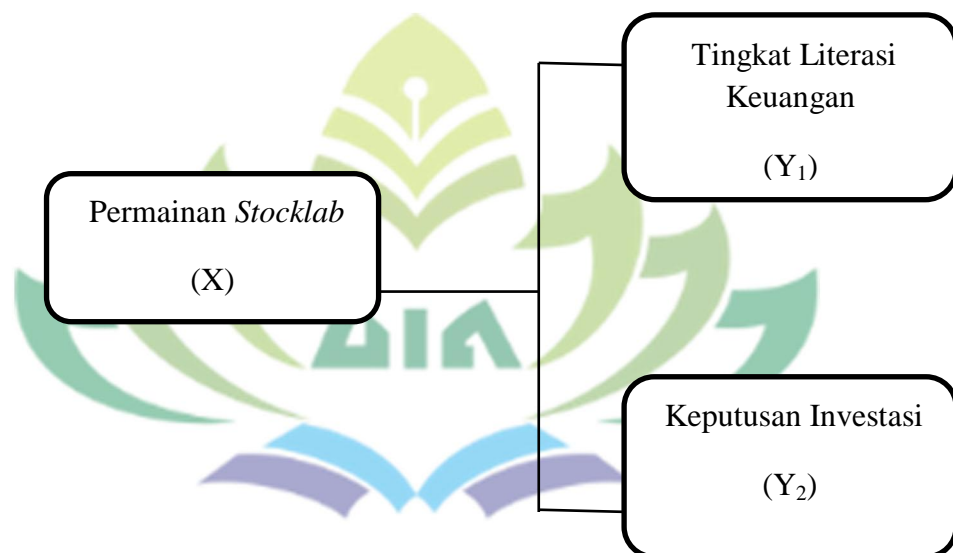 Permainan Stocklab
(X)
Tingkat Literasi
Keuangan
(Y₁)
Keputusan Investasi
(Y₂)